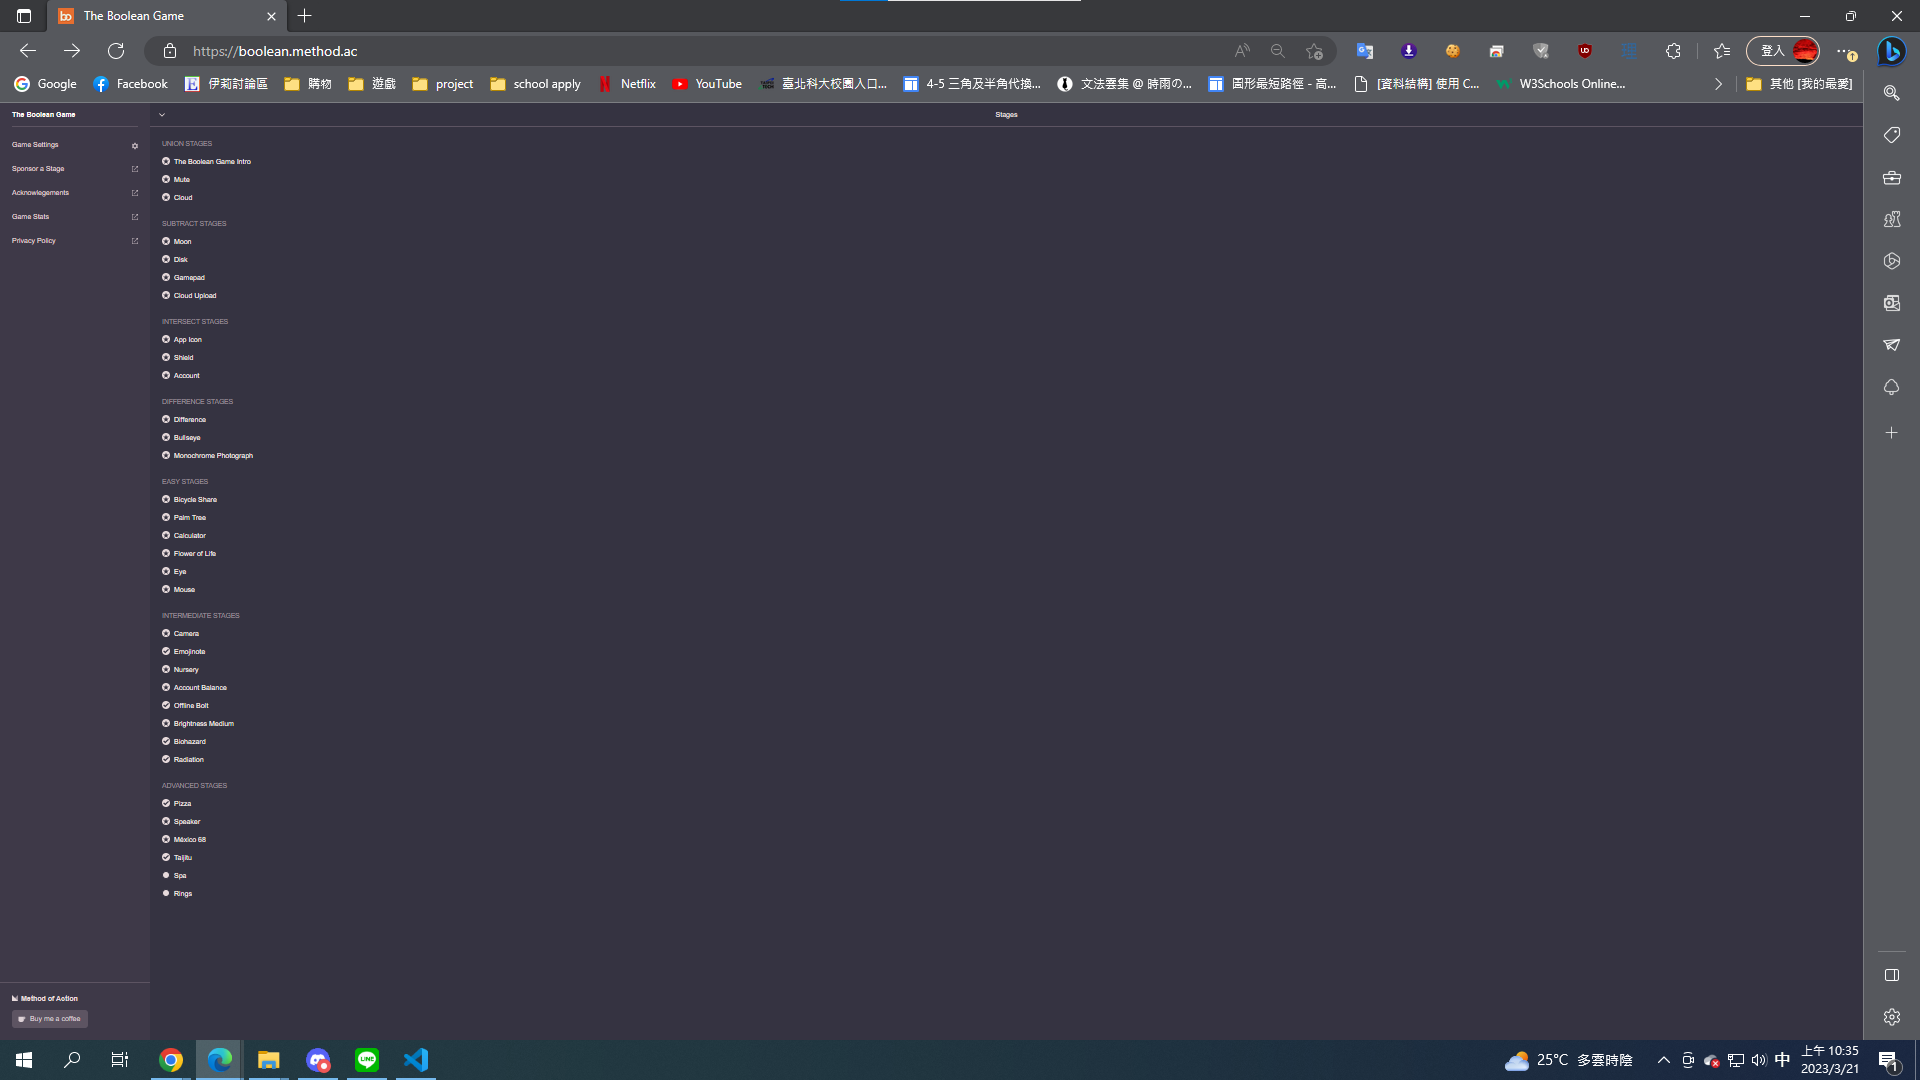 The Boolean Game
https://boolean.method.ac
登入
Google
Facebook
伊莉討論區
購物
遊戲
project
school apply
Netflix
YouTube
臺北科大校園入口...
4-5 三角及半角代換...
文法雲集 @ 時雨の...
圖形最短路徑 - 高...
[資料結構] 使用 C...
W3Schools Online...
其他 [我的最愛]
The Boolean Game
Game Settings
Sponsor a Stage
Acknowlegements
Game Stats
Privacy Policy
Stages
UNION STAGES
The Boolean Game Intro
Mute
Cloud
SUBTRACT STAGES
Moon
Disk
Gamepad
Cloud Upload
INTERSECT STAGES
App Icon
Shield
Account
DIFFERENCE STAGES
Difference
Bullseye
Monochrome Photograph
EASY STAGES
Bicycle Share
Palm Tree
Calculator
Flower of Life
Eye
Mouse
INTERMEDIATE STAGES
Camera
Emojinote
Nursery
Account Balance
Offline Bolt
Brightness Medium
Biohazard
Radiation
ADVANCED STAGES
Pizza
Speaker
México 68
Taijitu
Spa
Rings
Method of Action
Buy me a coffee
25°C 多雲時陰
中
上午 10:35
2023/3/21
1